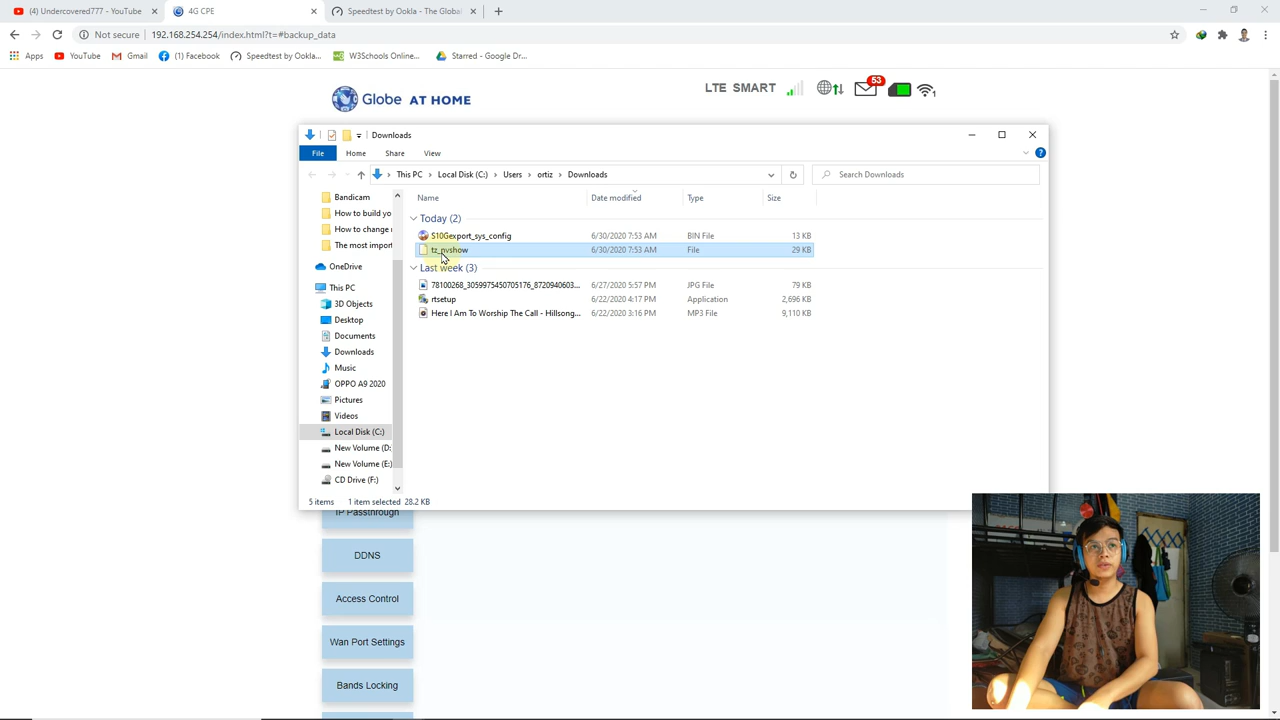 (4) Undercovered777 - YouTube
4G CPE
Speedtest by Ookla - The Global
Not secure
192.168.254.254/index.html?t=#backup_data
Apps
YouTube
Gmail
(1) Facebook
Speedtest by Ookla...
W3Schools Online...
Starred - Google Dr...
Globe AT HOME
LTE SMART
53
1
Downloads
File
Home
Share
View
This PC
Local Disk (C:)
Users
ortiz
Downloads
Search Downloads
Bandicam
How to build yo
How to change
The most import
OneDrive
This PC
3D Objects
Desktop
Documents
Downloads
Music
OPPO A9 2020
Pictures
Videos
Local Disk (C:)
New Volume (D:
New Volume (E:)
CD Drive (F:)
Name
Date modified
Type
Size
Today (2)
S10Gexport_sys_config
6/30/2020 7:53 AM
BIN File
13 KB
tz_nvshow
6/30/2020 7:53 AM
File
29 KB
Last week (3)
78100268_3059975450705176_8720940603...
6/27/2020 5:57 PM
JPG File
79 KB
rtsetup
6/22/2020 4:17 PM
Application
2,696 KB
Here I Am To Worship The Call - Hillsong...
6/22/2020 3:16 PM
MP3 File
9,110 KB
5 items
1 item selected 28.2 KB
IP Passthrough
DDNS
Access Control
Wan Port Settings
Bands Locking